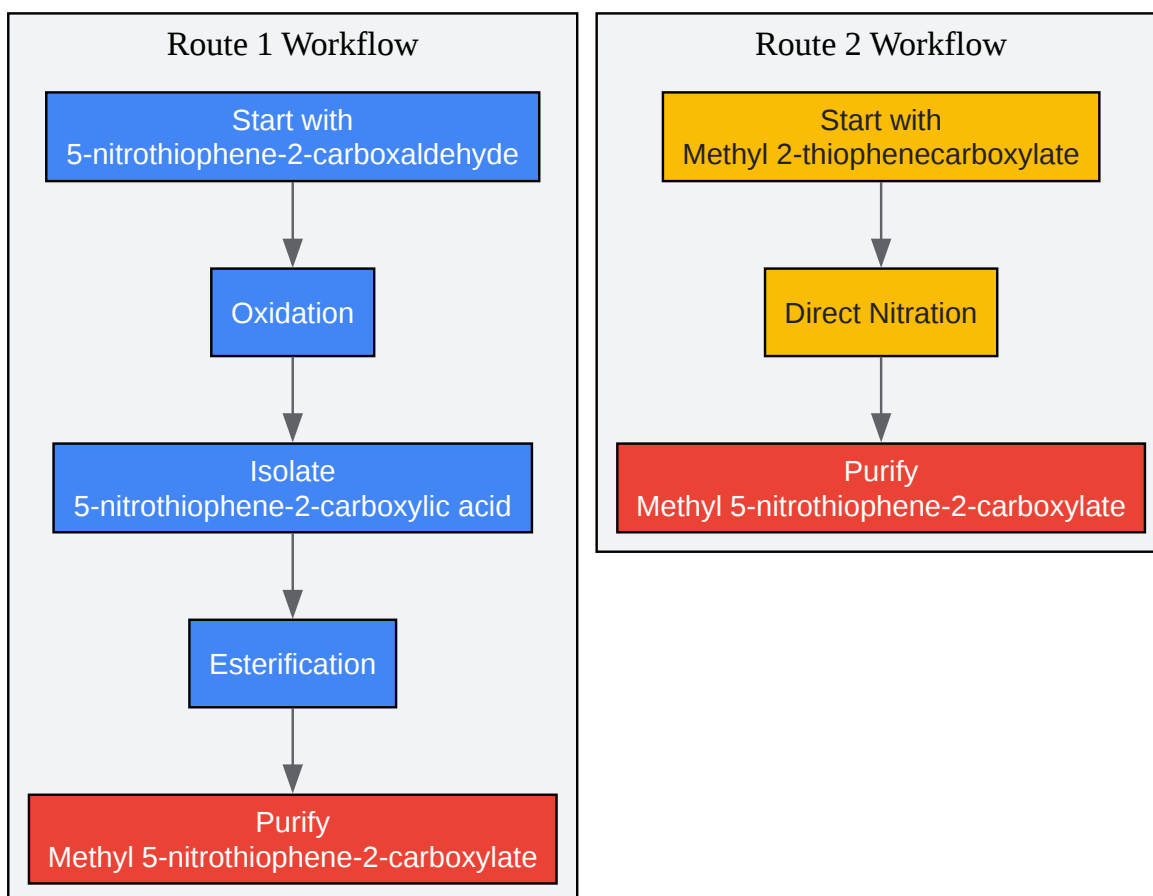 Route 1 Workflow
Start with
5-nitrothiophene-2-carboxaldehyde
Oxidation
Isolate
5-nitrothiophene-2-carboxylic acid
Esterification
Purify
Methyl 5-nitrothiophene-2-carboxylate
Route 2 Workflow
Start with
Methyl 2-thiophenecarboxylate
Direct Nitration
Purify
Methyl 5-nitrothiophene-2-carboxylate